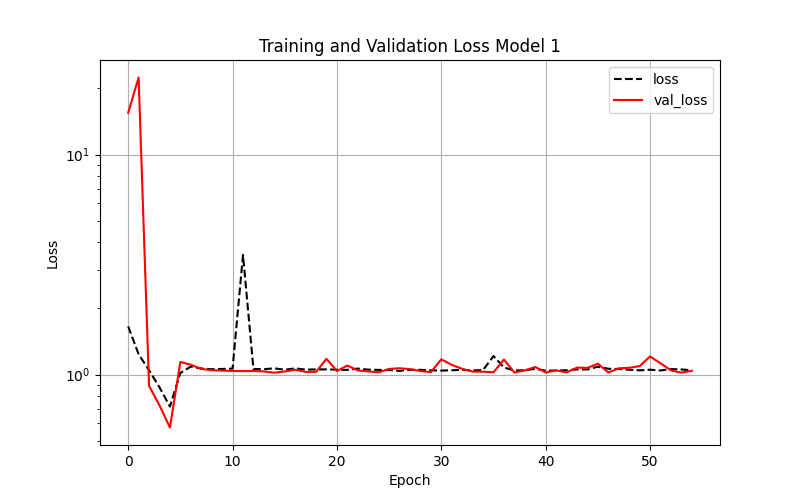 Training and Validation Loss Model 1
loss
val_loss
10¹
10⁰
Loss
0 10 20 30 40 50
Epoch